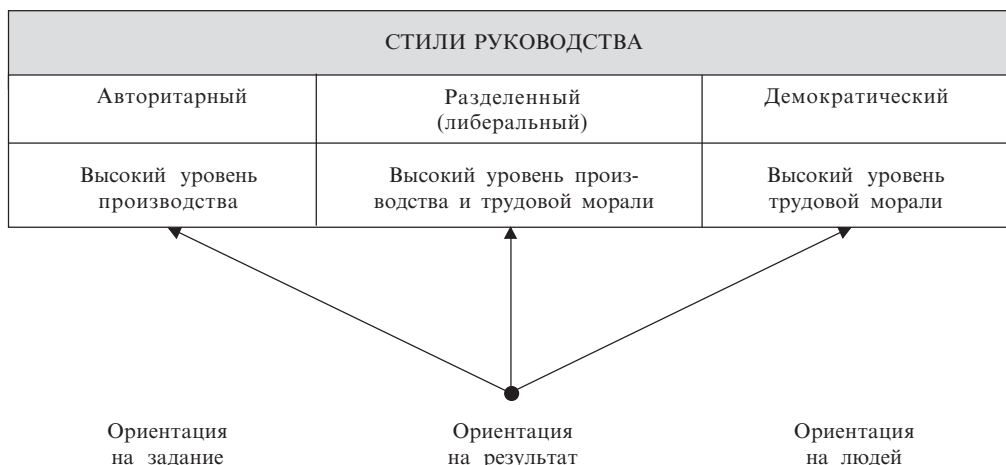 СТИЛИ РУКОВОДСТВА
Авторитарный
Разделенный
(либеральный)
Демократический
Высокий уровень
производства
Высокий уровень произ-
водства и трудовой морали
Высокий уровень
трудовой морали
Ориентация
на задание
Ориентация
на результат
Ориентация
на людей